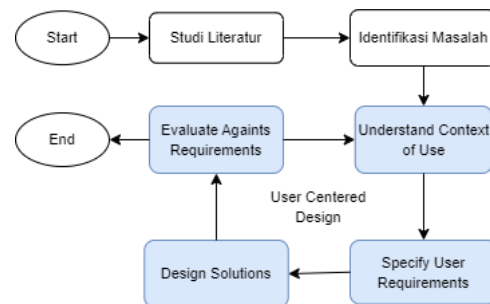 Start
Studi Literatur
Identifikasi Masalah
End
Evaluate Againts
Requirements
Understand Context
of Use
User Centered
Design
Design Solutions
Specify User
Requirements